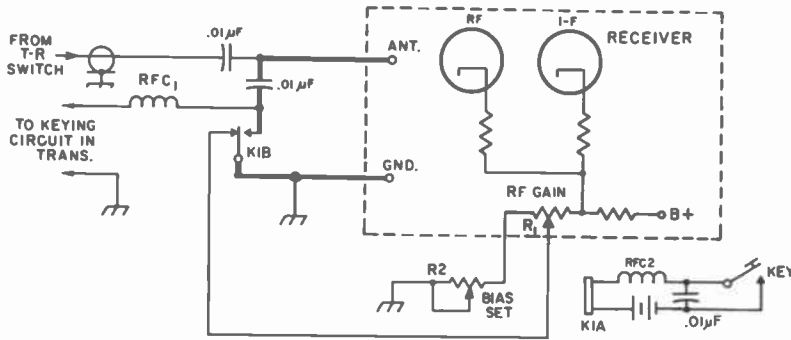 FROM
T-R
SWITCH
.01µF
RFC1
.01µF
TO KEYING
CIRCUIT IN
TRANS.
K1B
ANT.
GND.
RF
I-F
RECEIVER
RF GAIN
R1
B+
R2
BIAS
SET
RFC2
KEY
K1A
.01µF